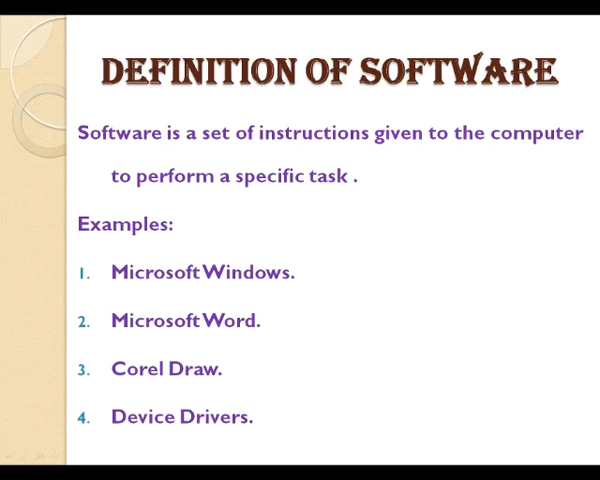 DEFINITION OF SOFTWARE
Software is a set of instructions given to the computer
to perform a specific task .
Examples:
1. Microsoft Windows.
2. Microsoft Word.
3. Corel Draw.
4. Device Drivers.